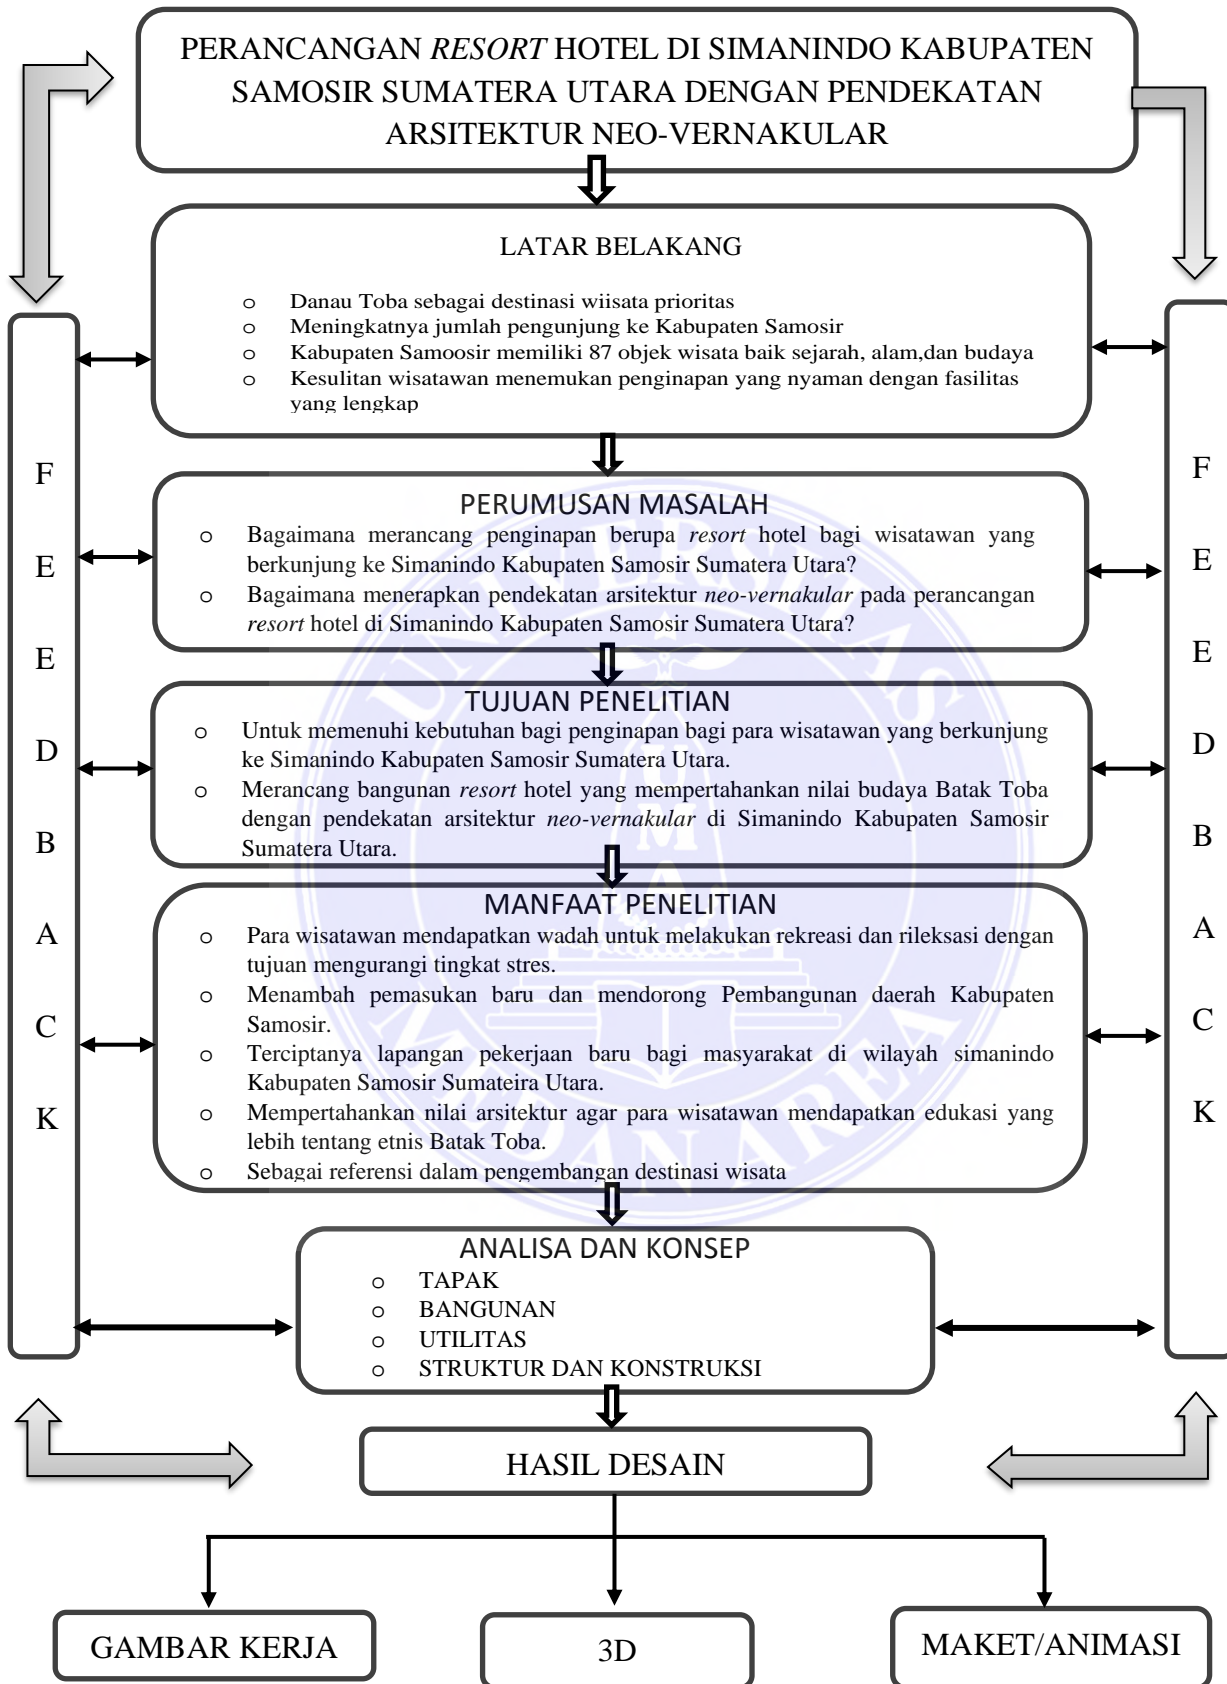 PERANCANGAN RESORT HOTEL DI SIMANINDO KABUPATEN
SAMOSIR SUMATERA UTARA DENGAN PENDEKATAN
ARSITEKTUR NEO-VERNAKULAR
LATAR BELAKANG
o Danau Toba sebagai destinasi wiisata prioritas
o Meningkatnya jumlah pengunjung ke Kabupaten Samosir
o Kabupaten Samoosir memiliki 87 objek wisata baik sejarah, alam,dan budaya
o Kesulitan wisatawan menemukan penginapan yang nyaman dengan fasilitas
yang lengkap
PERUMUSAN MASALAH
o Bagaimana merancang penginapan berupa resort hotel bagi wisatawan yang
berkunjung ke Simanindo Kabupaten Samosir Sumatera Utara?
o Bagaimana menerapkan pendekatan arsitektur neo-vernakular pada perancangan
resort hotel di Simanindo Kabupaten Samosir Sumatera Utara?
TUJUAN PENELITIAN
o Untuk memenuhi kebutuhan bagi penginapan bagi para wisatawan yang berkunjung
ke Simanindo Kabupaten Samosir Sumatera Utara.
o Merancang bangunan resort hotel yang mempertahankan nilai budaya Batak Toba
dengan pendekatan arsitektur neo-vernakular di Simanindo Kabupaten Samosir
Sumatera Utara.
MANFAAT PENELITIAN
o Para wisatawan mendapatkan wadah untuk melakukan rekreasi dan rileksasi dengan
tujuan mengurangi tingkat stres.
o Menambah pemasukan baru dan mendorong Pembangunan daerah Kabupaten
Samosir.
o Terciptanya lapangan pekerjaan baru bagi masyarakat di wilayah simanindo
Kabupaten Samosir Sumateira Utara.
o Mempertahankan nilai arsitektur agar para wisatawan mendapatkan edukasi yang
lebih tentang etnis Batak Toba.
o Sebagai referensi dalam pengembangan destinasi wisata
ANALISA DAN KONSEP
o TAPAK
o BANGUNAN
o UTILITAS
o STRUKTUR DAN KONSTRUKSI
HASIL DESAIN
GAMBAR KERJA
3D
MAKET/ANIMASI
F
E
E
D
B
A
C
K
F
E
E
D
B
A
C
K
UNIVERSITAS
MEDAN AREA
U
M
A